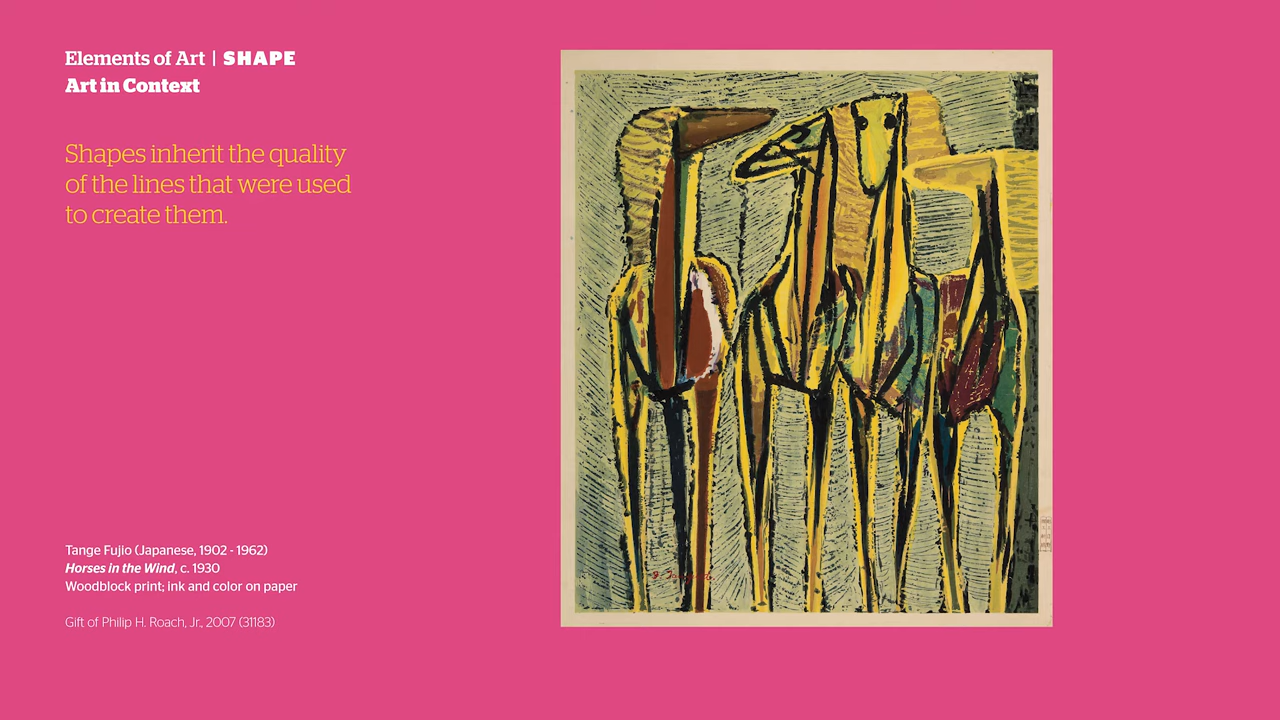 Elements of Art | SHAPE
Art in Context
Shapes inherit the quality
of the lines that were used
to create them.
Tange Fujio (Japanese, 1902 - 1962)
Horses in the Wind, c. 1930
Woodblock print; ink and color on paper
Gift of Philip H. Roach, Jr., 2007 (31183)